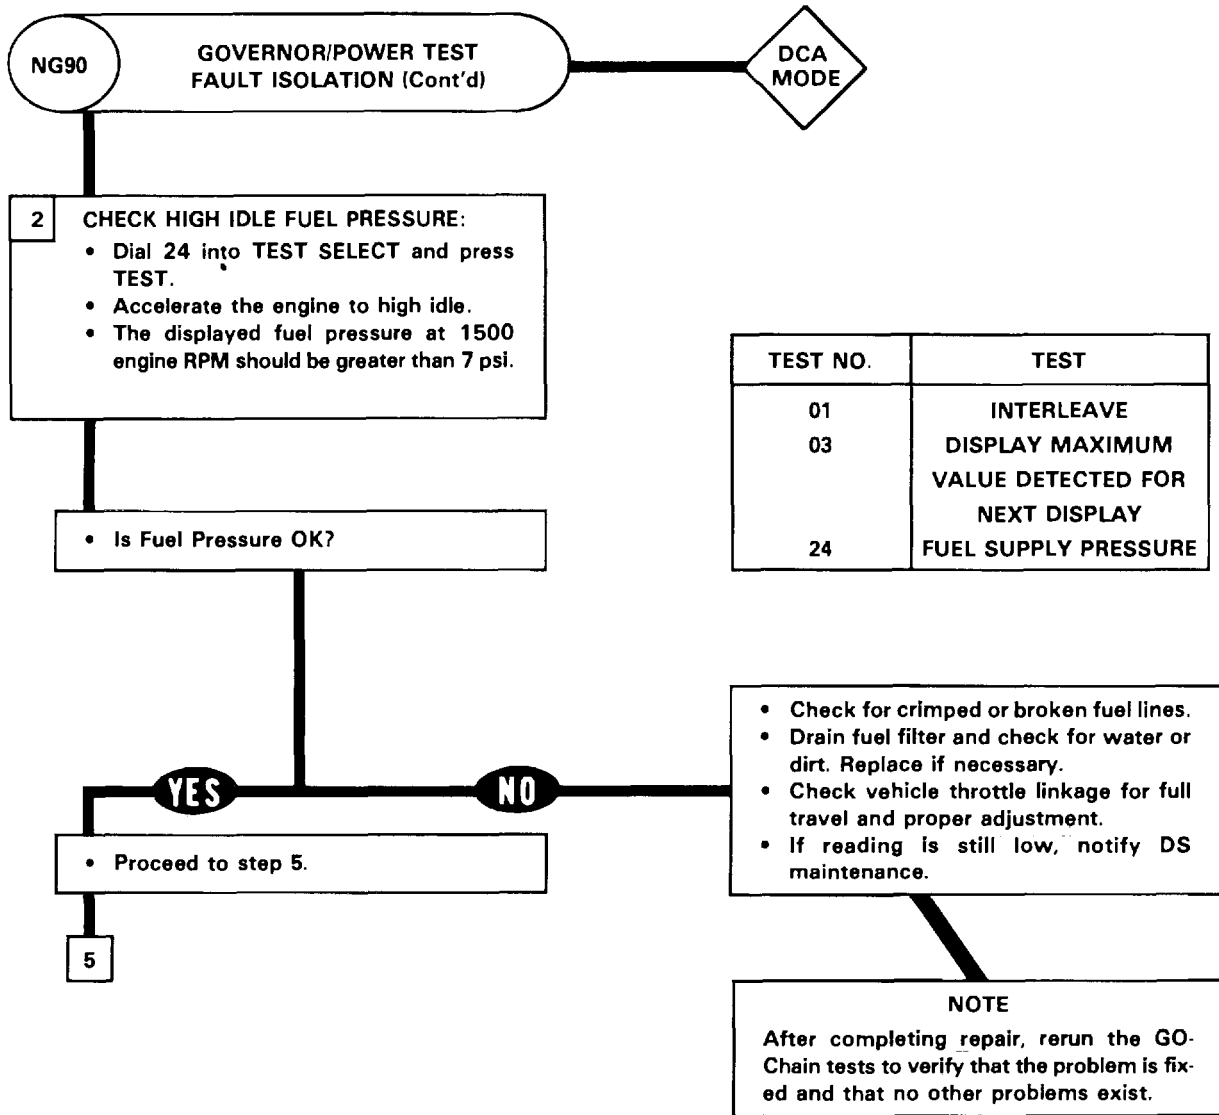 NG90
GOVERNOR/POWER TEST
FAULT ISOLATION (Cont'd)
DCA
MODE
2
CHECK HIGH IDLE FUEL PRESSURE:
• Dial 24 into TEST SELECT and press
TEST.
• Accelerate the engine to high idle.
• The displayed fuel pressure at 1500
engine RPM should be greater than 7 psi.
TEST NO. TEST
01 INTERLEAVE
03 DISPLAY MAXIMUM
VALUE DETECTED FOR
NEXT DISPLAY
24 FUEL SUPPLY PRESSURE
• Is Fuel Pressure OK?
YES
NO
• Proceed to step 5.
5
• Check for crimped or broken fuel lines.
• Drain fuel filter and check for water or
dirt. Replace if necessary.
• Check vehicle throttle linkage for full
travel and proper adjustment.
• If reading is still low, notify DS
maintenance.
NOTE
After completing repair, rerun the GO-
Chain tests to verify that the problem is fix-
ed and that no other problems exist.